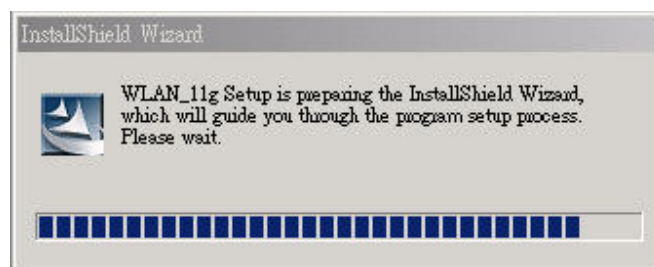 InstallShield Wizard
WLAN_11g Setup is preparing the InstallShield Wizard,
which will guide you through the program setup process.
Please wait.